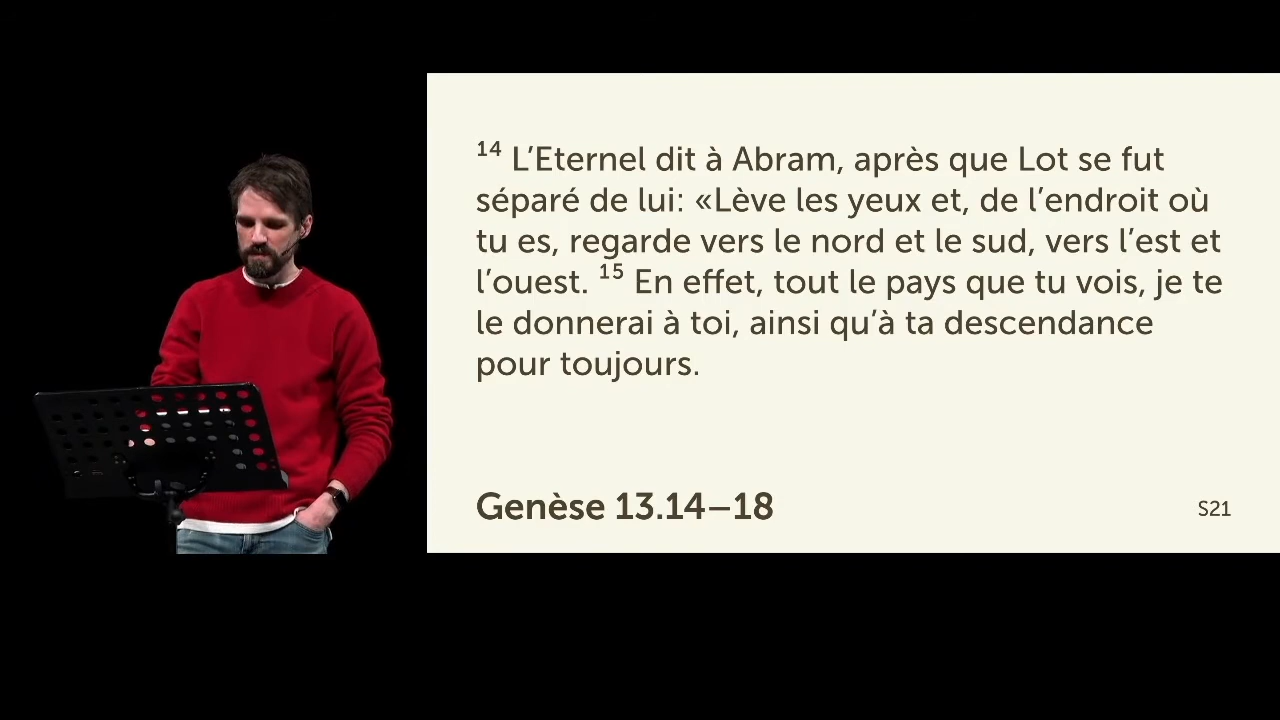 14 L’Eternel dit à Abram, après que Lot se fut
séparé de lui: «Lève les yeux et, de l’endroit où
tu es, regarde vers le nord et le sud, vers l’est et
l’ouest. 15 En effet, tout le pays que tu vois, je te
le donnerai à toi, ainsi qu’à ta descendance
pour toujours.
Genèse 13.14–18
S21